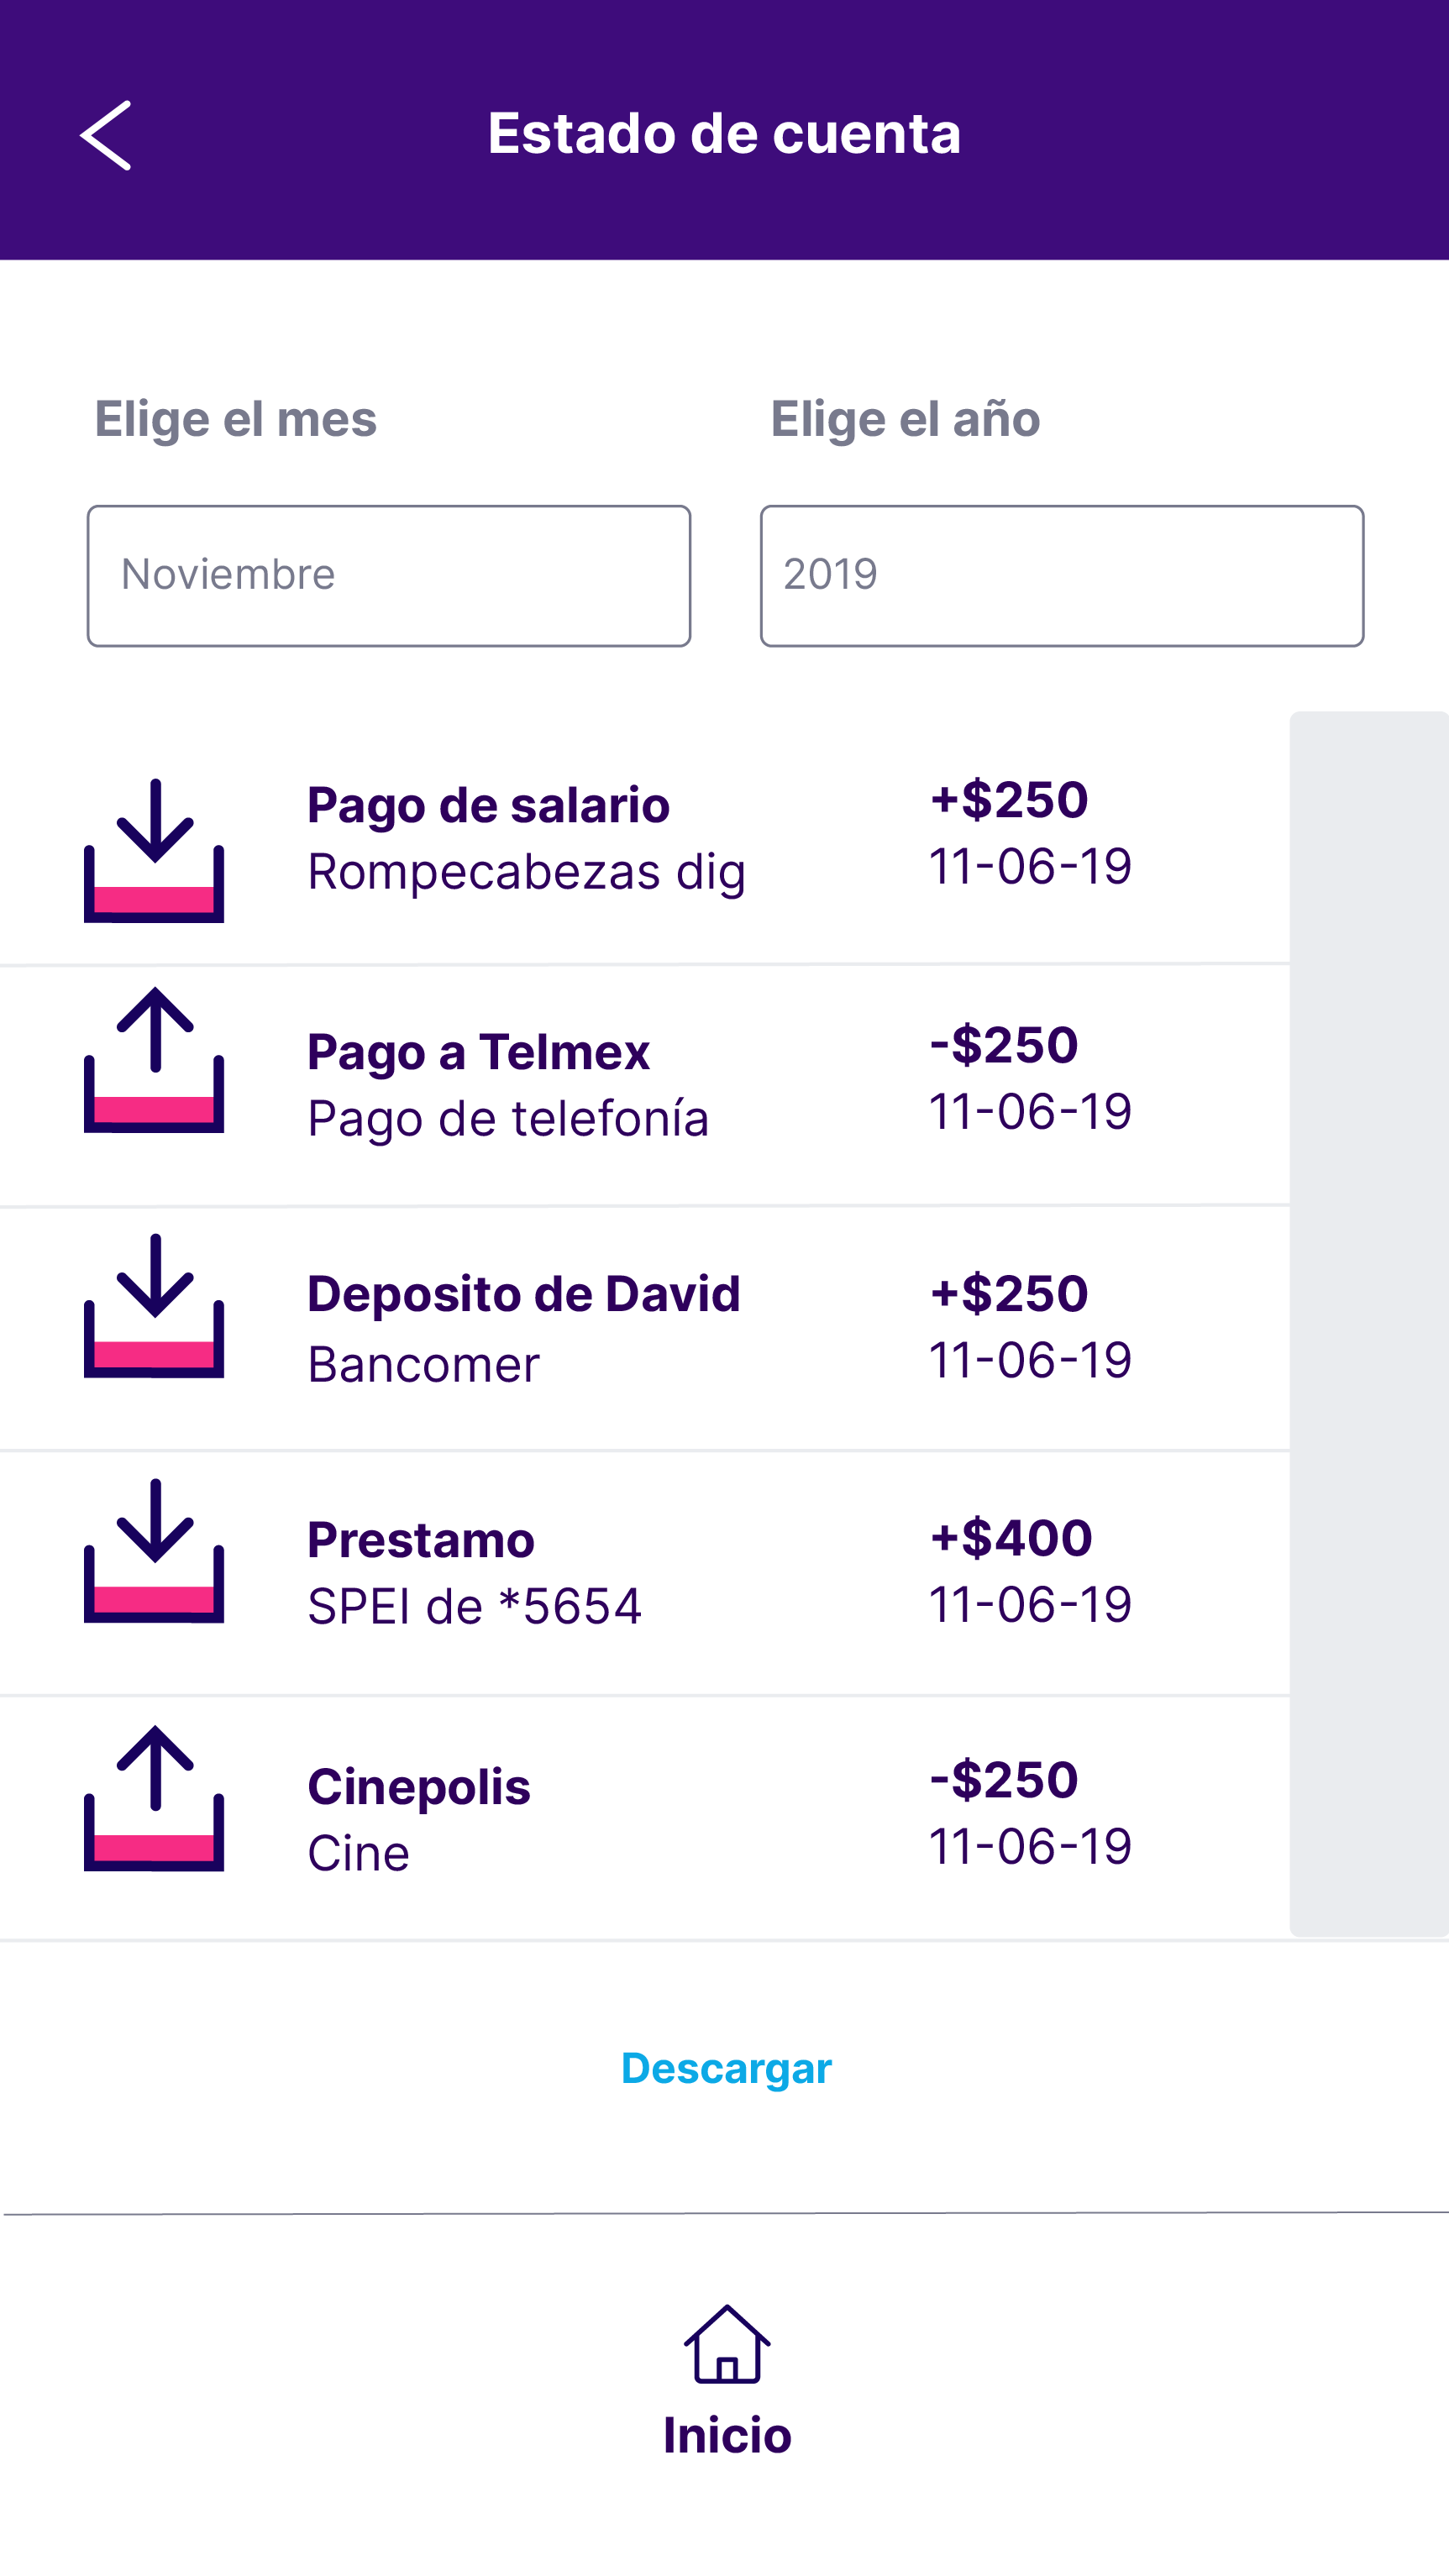 Estado de cuenta
Elige el mes
Elige el año
Noviembre
2019
Pago de salario
+$250
Rompecabezas dig
11-06-19
Pago a Telmex
-$250
Pago de telefonía
11-06-19
Deposito de David
+$250
Bancomer
11-06-19
Prestamo
+$400
SPEI de *5654
11-06-19
Cinepolis
-$250
Cine
11-06-19
Descargar
Inicio